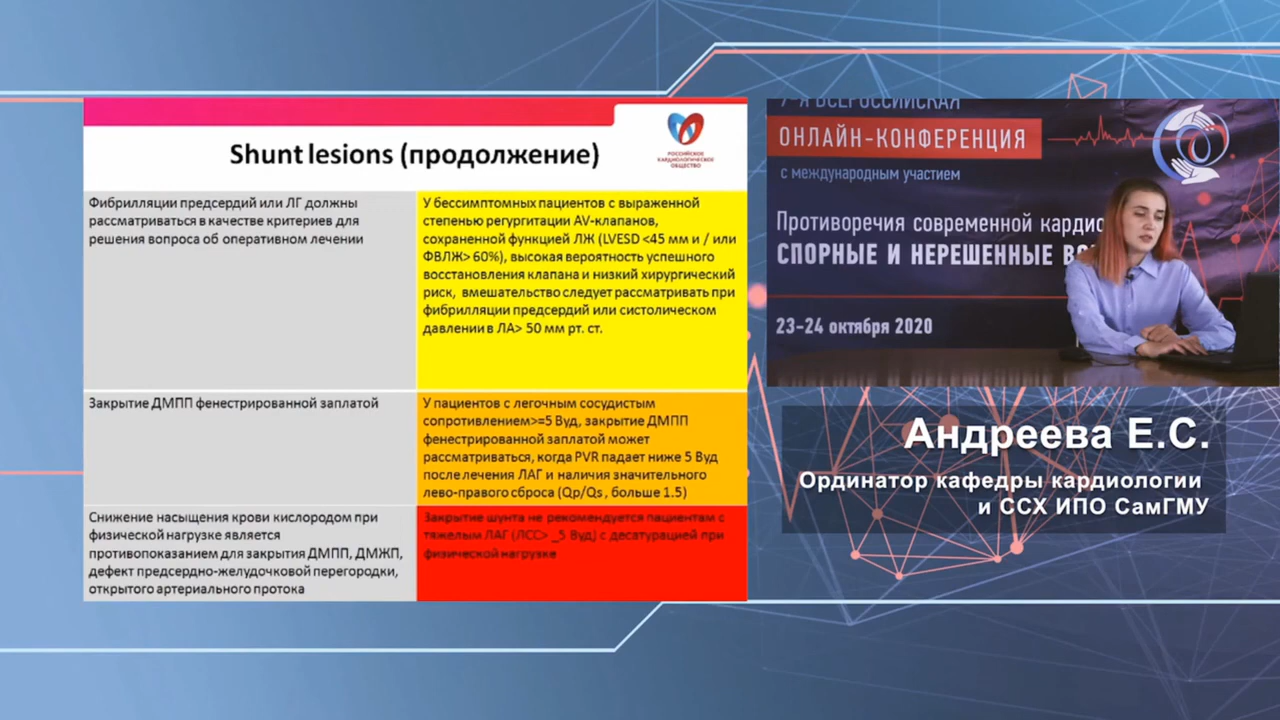 Shunt lesions (продолжение)
РОССИЙСКОЕ
КАРДИОЛОГИЧЕСКОЕ
ОБЩЕСТВО
Фибрилляции предсердий или ЛГ должны
рассматриваться в качестве критериев для
решения вопроса об оперативном лечении
У бессимптомных пациентов с выраженной
степенью регургитации AV-клапанов,
сохраненной функцией ЛЖ (LVESD <45 мм и / или
ФВЛЖ> 60%), высокая вероятность успешного
восстановления клапана и низкий хирургический
риск, вмешательство следует рассматривать при
фибрилляции предсердий или систолическом
давлении в ЛА> 50 мм рт. ст.
Закрытие ДМПП фенестрированной заплатой
У пациентов с легочным сосудистым
сопротивлением>=5 Вуд, закрытие ДМПП
фенестрированной заплатой может
рассматриваться, когда PVR падает ниже 5 Вуд
после лечения ЛАГ и наличия значительного
лево-правого сброса (Qp/Qs , больше 1.5)
Снижение насыщения крови кислородом при
физической нагрузке является
противопоказанием для закрытия ДМПП, ДМЖП,
дефект предсердно-желудочковой перегородки,
открытого артериального протока
Закрытие шунта не рекомендуется пациентам с
тяжелым ЛАГ (ЛСС> _5 Вуд) с десатурацией при
физической нагрузке
7-Я ВСЕРОССИЙСКАЯ
ОНЛАЙН-КОНФЕРЕНЦИЯ
с международным участием
Противоречия современной кардио
СПОРНЫЕ И НЕРЕШЕННЫЕ ВО
23-24 октября 2020
Андреева Е.С.
Ординатор кафедры кардиологии
и ССХ ИПО СамГМУ